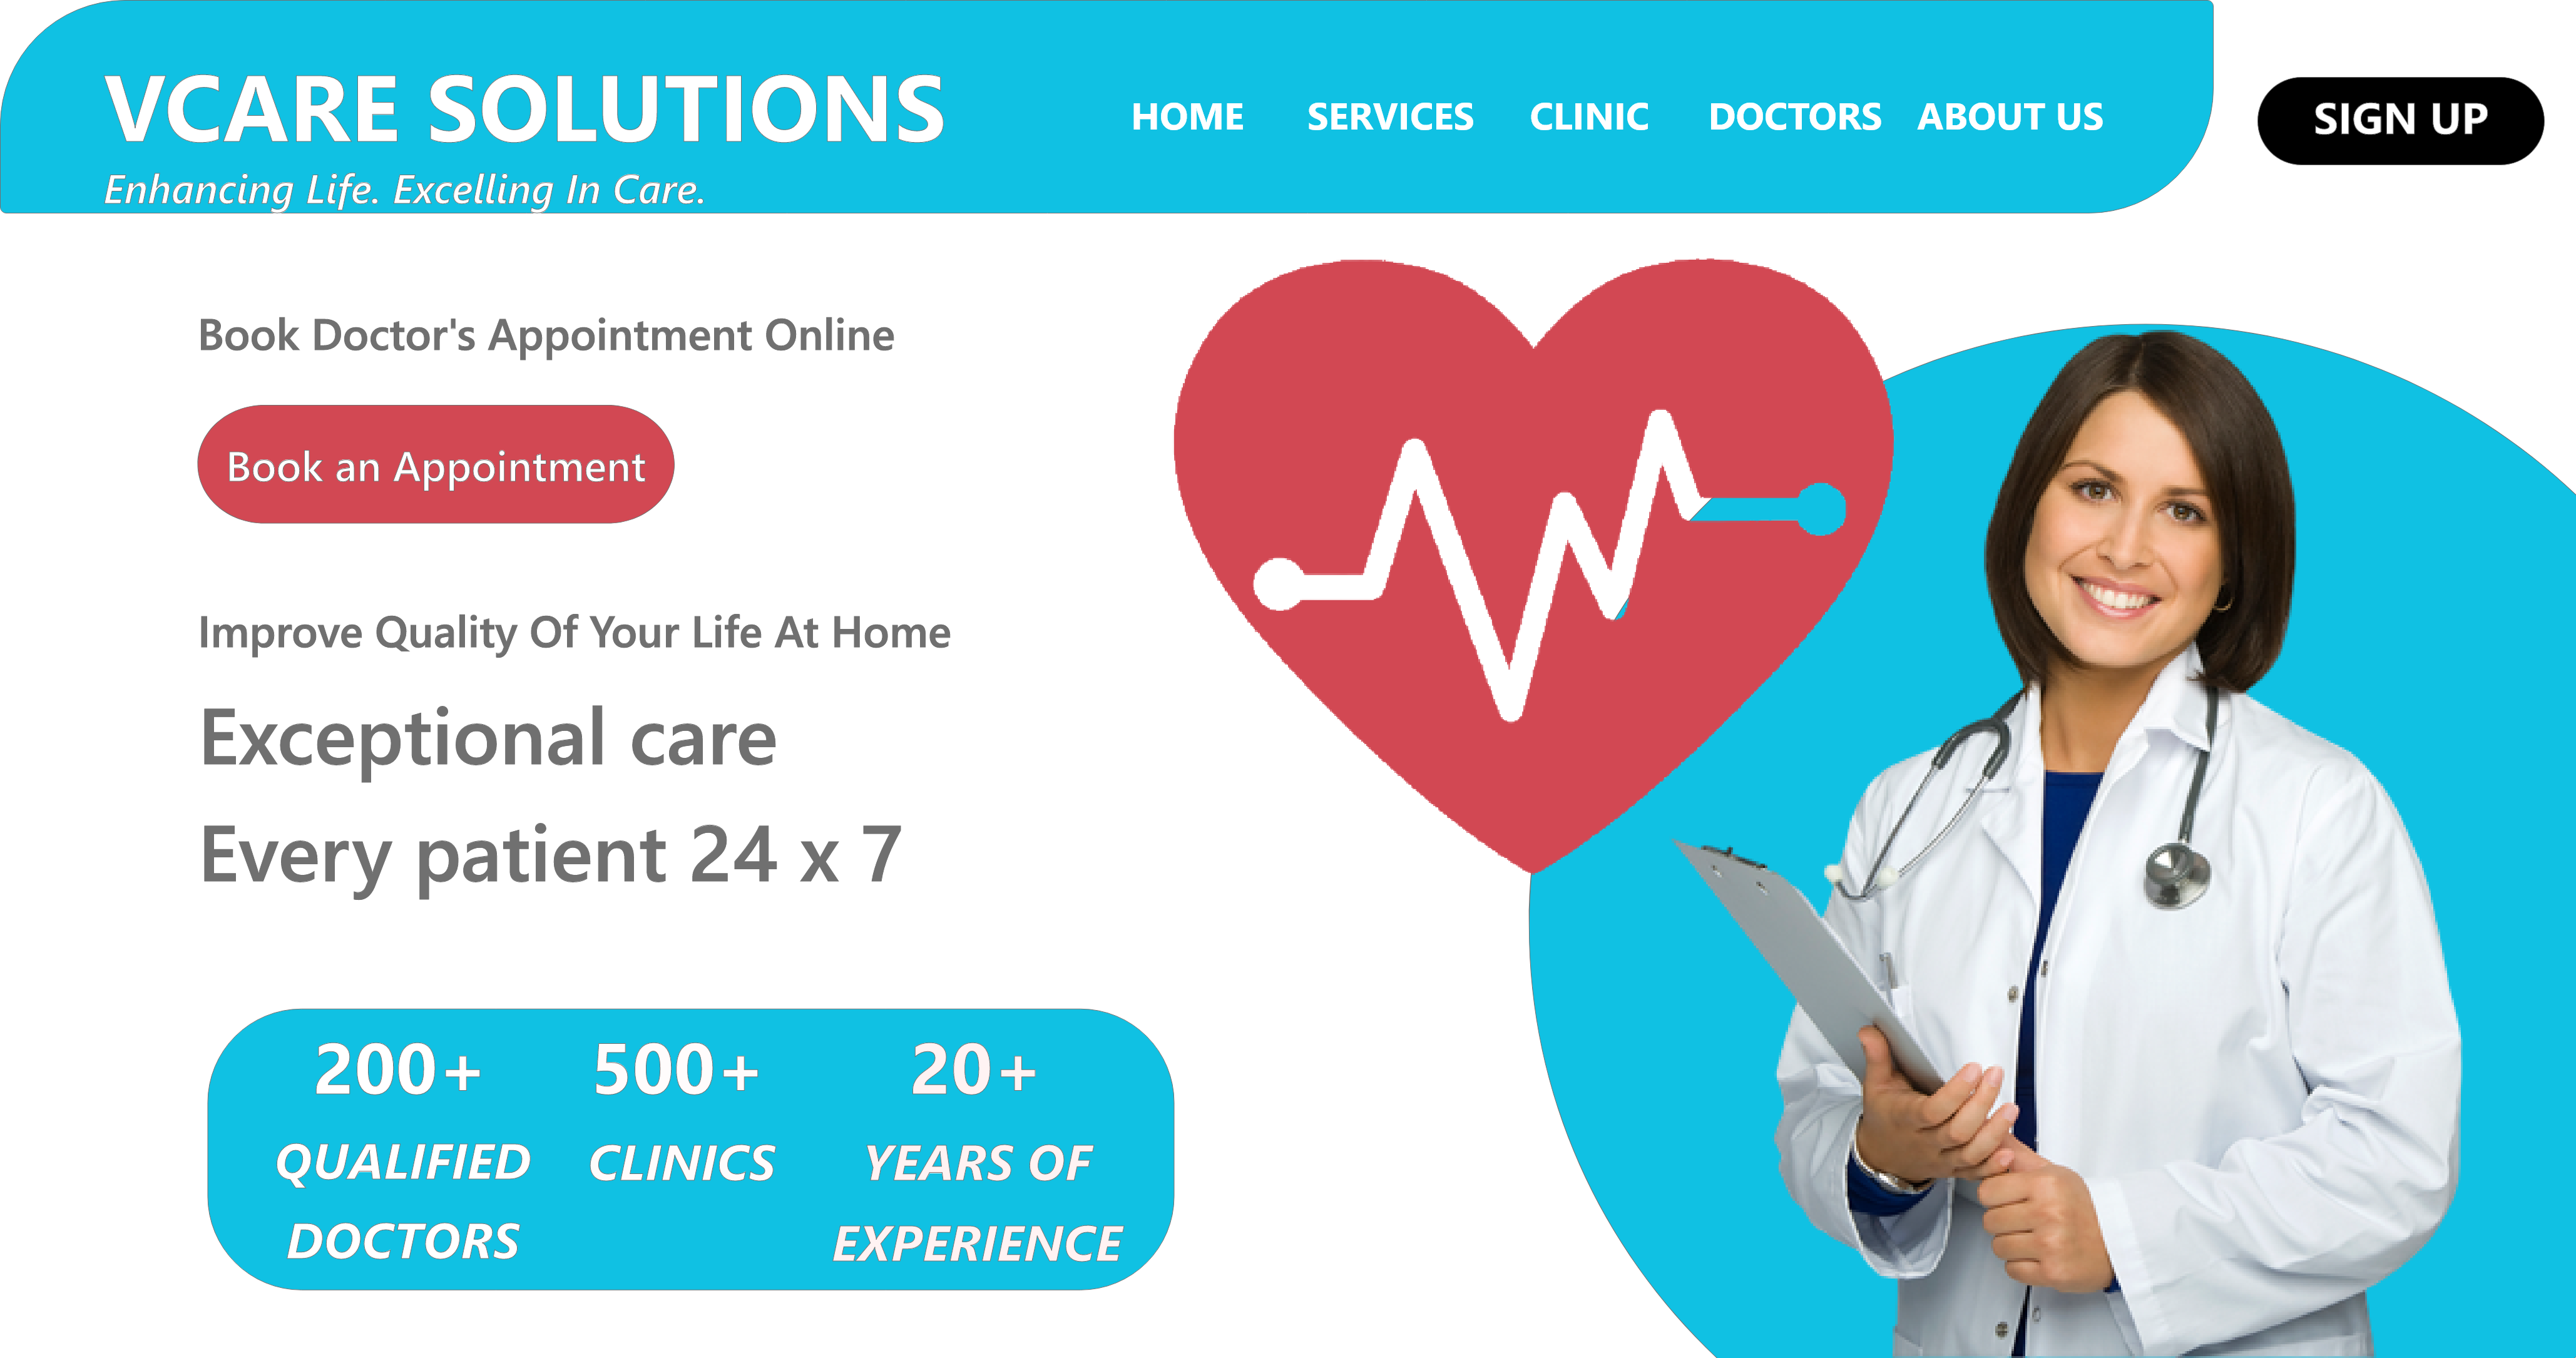 VCARE SOLUTIONS
Enhancing Life. Excelling In Care.
HOME SERVICES CLINIC DOCTORS ABOUT US
SIGN UP
Book Doctor's Appointment Online
Book an Appointment
Improve Quality Of Your Life At Home
Exceptional care
Every patient 24 x 7
200+
QUALIFIED
DOCTORS
500+
CLINICS
20+
YEARS OF
EXPERIENCE